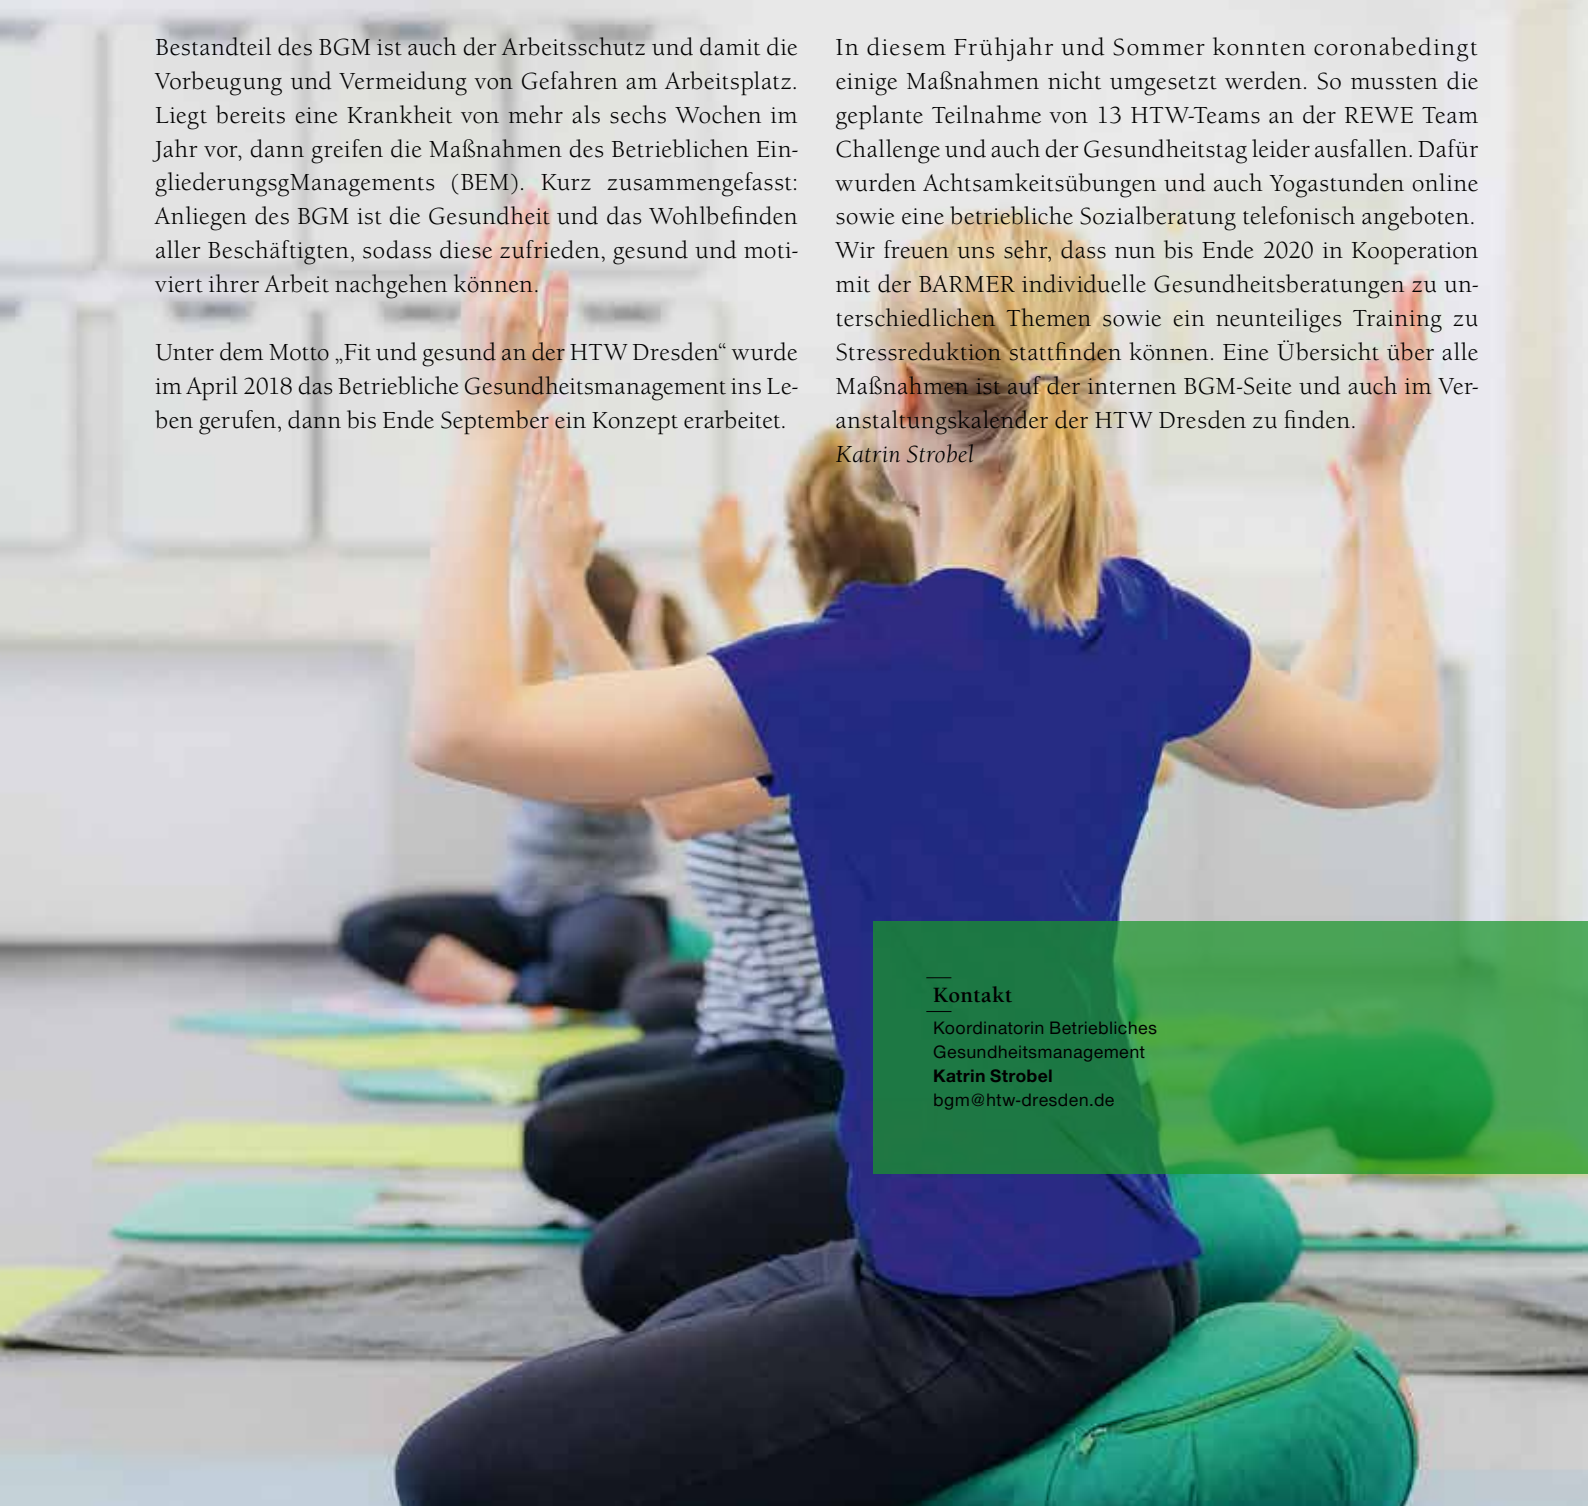 Bestandteil des BGM ist auch der Arbeitsschutz und damit die
Vorbeugung und Vermeidung von Gefahren am Arbeitsplatz.
Liegt bereits eine Krankheit von mehr als sechs Wochen im
Jahr vor, dann greifen die Maßnahmen des Betrieblichen Ein-
gliederungsgManagements (BEM). Kurz zusammengefasst:
Anliegen des BGM ist die Gesundheit und das Wohlbefinden
aller Beschäftigten, sodass diese zufrieden, gesund und moti-
viert ihrer Arbeit nachgehen können.
Unter dem Motto „Fit und gesund an der HTW Dresden“ wurde
im April 2018 das Betriebliche Gesundheitsmanagement ins Le-
ben gerufen, dann bis Ende September ein Konzept erarbeitet.
In diesem Frühjahr und Sommer konnten coronabedingt
einige Maßnahmen nicht umgesetzt werden. So mussten die
geplante Teilnahme von 13 HTW-Teams an der REWE Team
Challenge und auch der Gesundheitstag leider ausfallen. Dafür
wurden Achtsamkeitsübungen und auch Yogastunden online
sowie eine betriebliche Sozialberatung telefonisch angeboten.
Wir freuen uns sehr, dass nun bis Ende 2020 in Kooperation
mit der BARMER individuelle Gesundheitsberatungen zu un-
terschiedlichen Themen sowie ein neunteiliges Training zu
Stressreduktion stattfinden können. Eine Übersicht über alle
Maßnahmen ist auf der internen BGM-Seite und auch im Ver-
anstaltungskalender der HTW Dresden zu finden.
Katrin Strobel
Kontakt
Koordinatorin Betriebliches
Gesundheitsmanagement
Katrin Strobel
bgm@htw-dresden.de